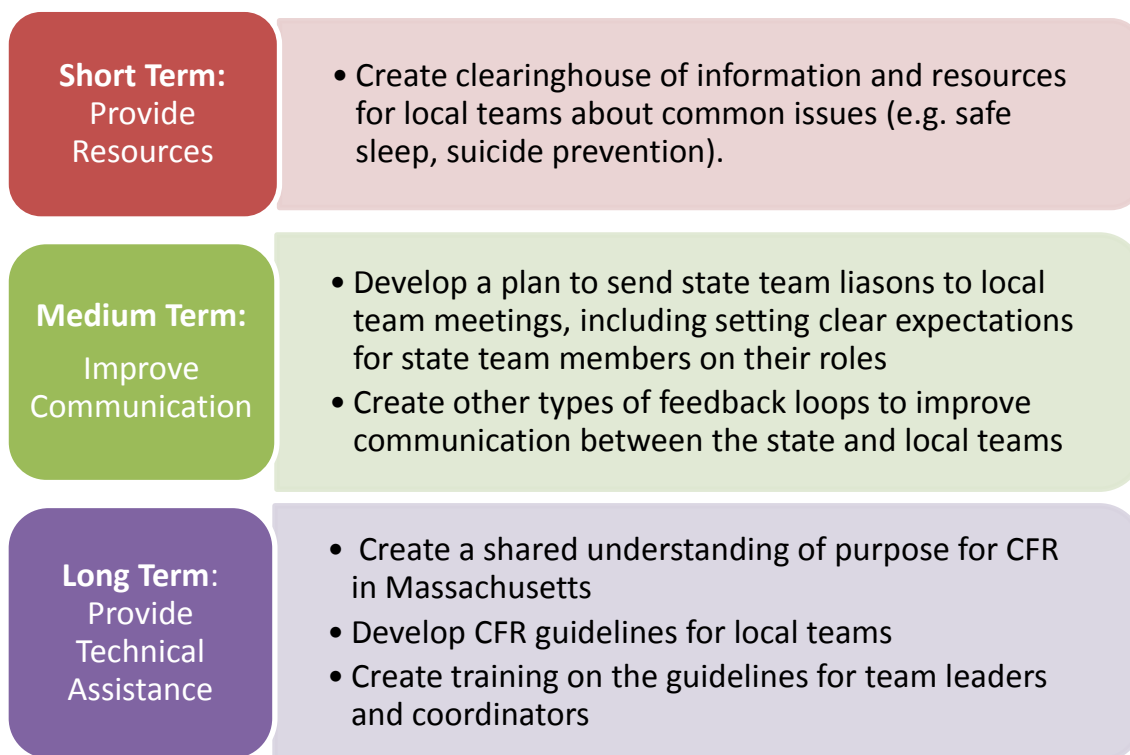 Short Term:
Provide
Resources
• Create clearinghouse of information and resources
for local teams about common issues (e.g. safe
sleep, suicide prevention).
Medium Term:
Improve
Communication
• Develop a plan to send state team liasons to local
team meetings, including setting clear expectations
for state team members on their roles
• Create other types of feedback loops to improve
communication between the state and local teams
Long Term:
Provide
Technical
Assistance
• Create a shared understanding of purpose for CFR
in Massachusetts
• Develop CFR guidelines for local teams
• Create training on the guidelines for team leaders
and coordinators